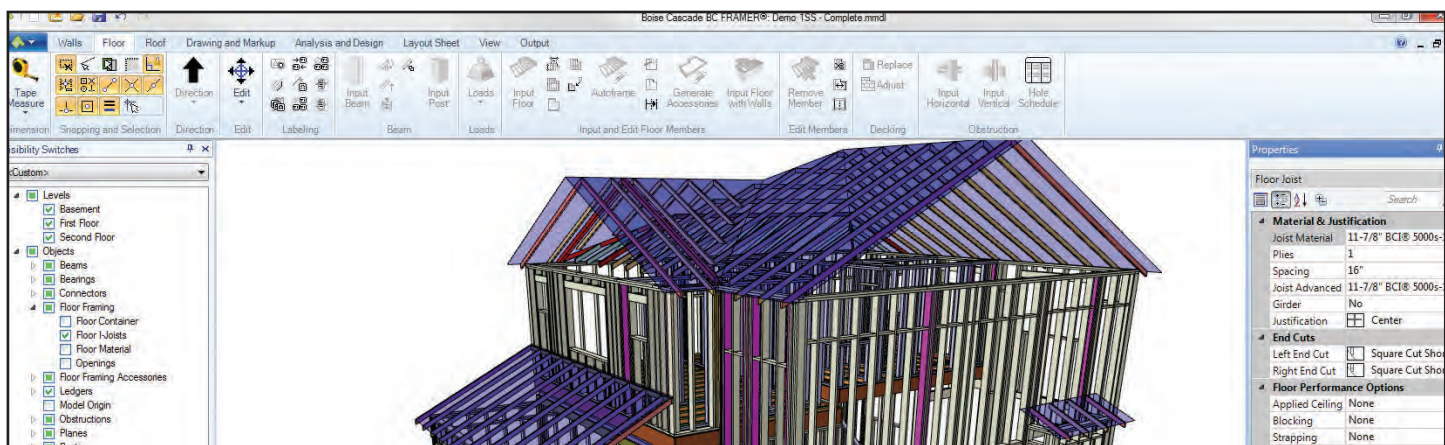 Boise Cascade BC FRAMER®: Demo 1SS - Complete.mmdl
Walls Floor Roof Drawing and Markup Analysis and Design Layout Sheet View Output
Tape Measure
Direction
Edit
Input Beam
Input Post
Loads
Input Floor
Autoframe
Generate Accessories
Input Floor with Walls
Remove Member
Replace
Adjust
Input Horizontal
Input Vertical
Hole Schedule
imension Snapping and Selection Direction Edit Labeling Beam Loads Input and Edit Floor Members Edit Members Decking Obstruction
isibility Switches
<Custom>
Levels
Basement
First Floor
Second Floor
Objects
Beams
Bearings
Connectors
Floor Framing
Floor Container
Floor I-Joists
Floor Material
Openings
Floor Framing Accessories
Ledgers
Model Origin
Obstructions
Planes
Properties
Floor Joist
Search
Material & Justification
Joist Material 11-7/8" BCI® 5000s-
Plies 1
Spacing 16"
Joist Advanced 11-7/8" BCI® 5000s-
Girder No
Justification Center
End Cuts
Left End Cut Square Cut Shor
Right End Cut Square Cut Shor
Floor Performance Options
Applied Ceiling None
Blocking None
Strapping None